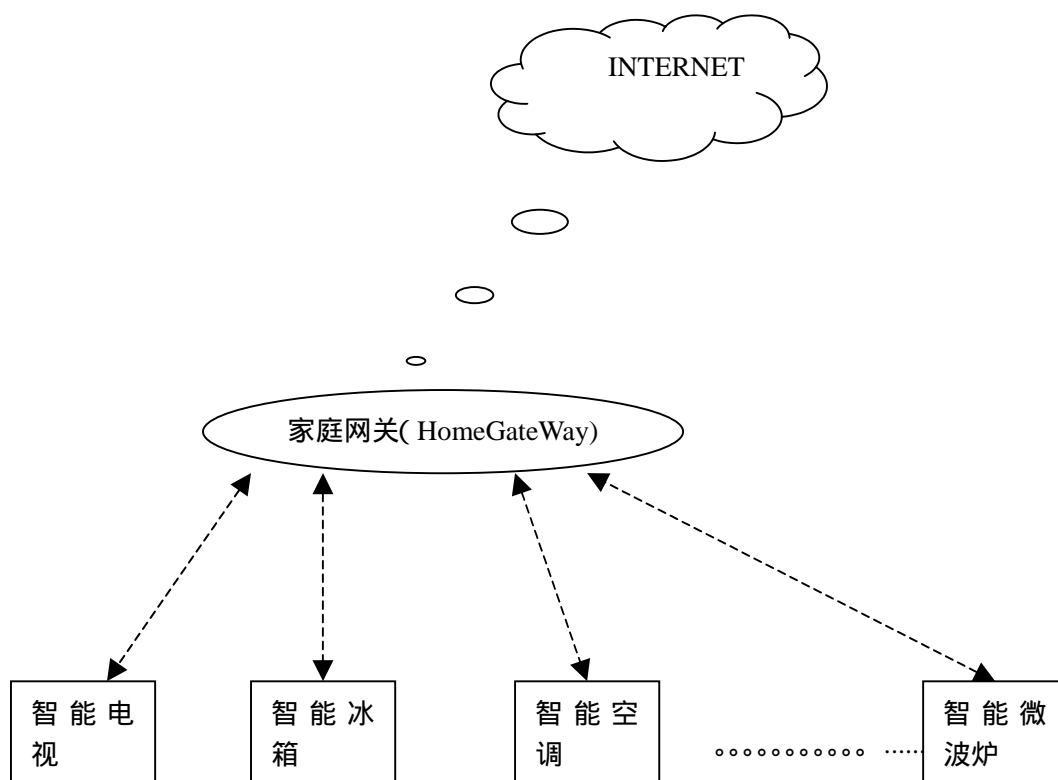 INTERNET
家庭网关( HomeGateWay)
智能电
视
智能冰
箱
智能空
调
。。。。。。。。。。。 ……
智能微
波炉